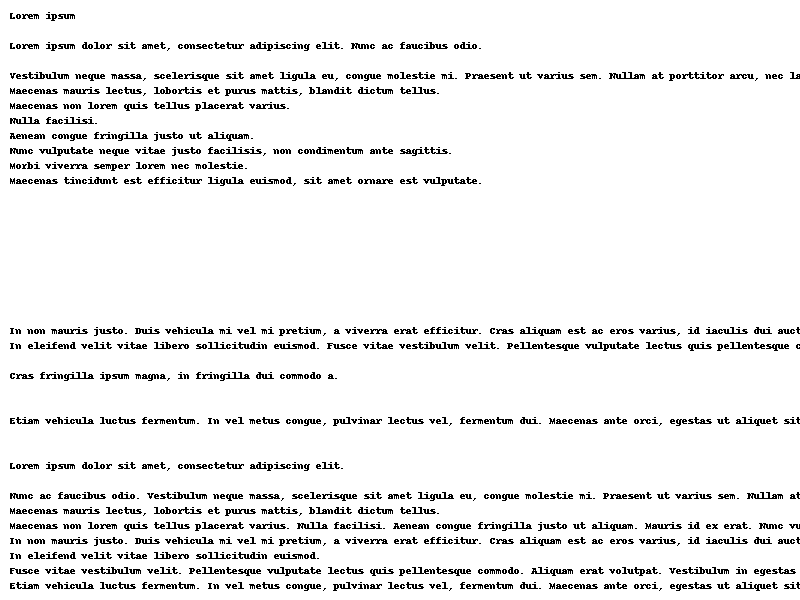 Lorem ipsum
Lorem ipsum dolor sit amet, consectetur adipiscing elit. Nunc ac faucibus odio.
Vestibulum neque massa, scelerisque sit amet ligula eu, congue molestie mi. Praesent ut varius sem. Nullam at porttitor arcu, nec
Maecenas mauris lectus, lobortis et purus mattis, blandit dictum tellus.
Maecenas non lorem quis tellus placerat varius.
Nulla facilisi.
Aenean congue fringilla justo ut aliquam.
Nunc vulputate neque vitae justo facilisis, non condimentum ante sagittis.
Morbi viverra semper lorem nec molestie.
Maecenas tincidunt est efficitur ligula euismod, sit amet ornare est vulputate.
In non mauris justo. Duis vehicula mi vel mi pretium, a viverra erat efficitur. Cras aliquam est ac eros varius, id iaculis dui
In eleifend velit vitae libero sollicitudin euismod. Fusce vitae vestibulum velit. Pellentesque vulputate lectus quis pellentesque
Cras fringilla ipsum magna, in fringilla dui commodo a.
Etiam vehicula luctus fermentum. In vel metus congue, pulvinar lectus vel, fermentum dui. Maecenas ante orci, egestas ut aliquet sit
Lorem ipsum dolor sit amet, consectetur adipiscing elit.
Nunc ac faucibus odio. Vestibulum neque massa, scelerisque sit amet ligula eu, congue molestie mi. Praesent ut varius sem. Nullam at
Maecenas mauris lectus, lobortis et purus mattis, blandit dictum tellus.
Maecenas non lorem quis tellus placerat varius. Nulla facilisi. Aenean congue fringilla justo ut aliquam. Mauris id ex erat. Nunc
In non mauris justo. Duis vehicula mi vel mi pretium, a viverra erat efficitur. Cras aliquam est ac eros varius, id iaculis dui
In eleifend velit vitae libero sollicitudin euismod.
Fusce vitae vestibulum velit. Pellentesque vulputate lectus quis pellentesque commodo. Aliquam erat volutpat. Vestibulum in egestas
Etiam vehicula luctus fermentum. In vel metus congue, pulvinar lectus vel, fermentum dui. Maecenas ante orci, egestas ut aliquet sit